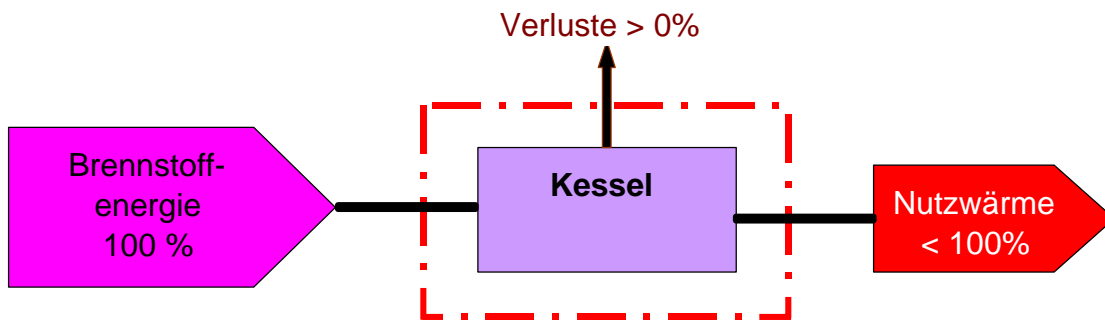 Verluste > 0%
Brennstoff-
energie
100 %
Kessel
Nutzwärme
< 100%